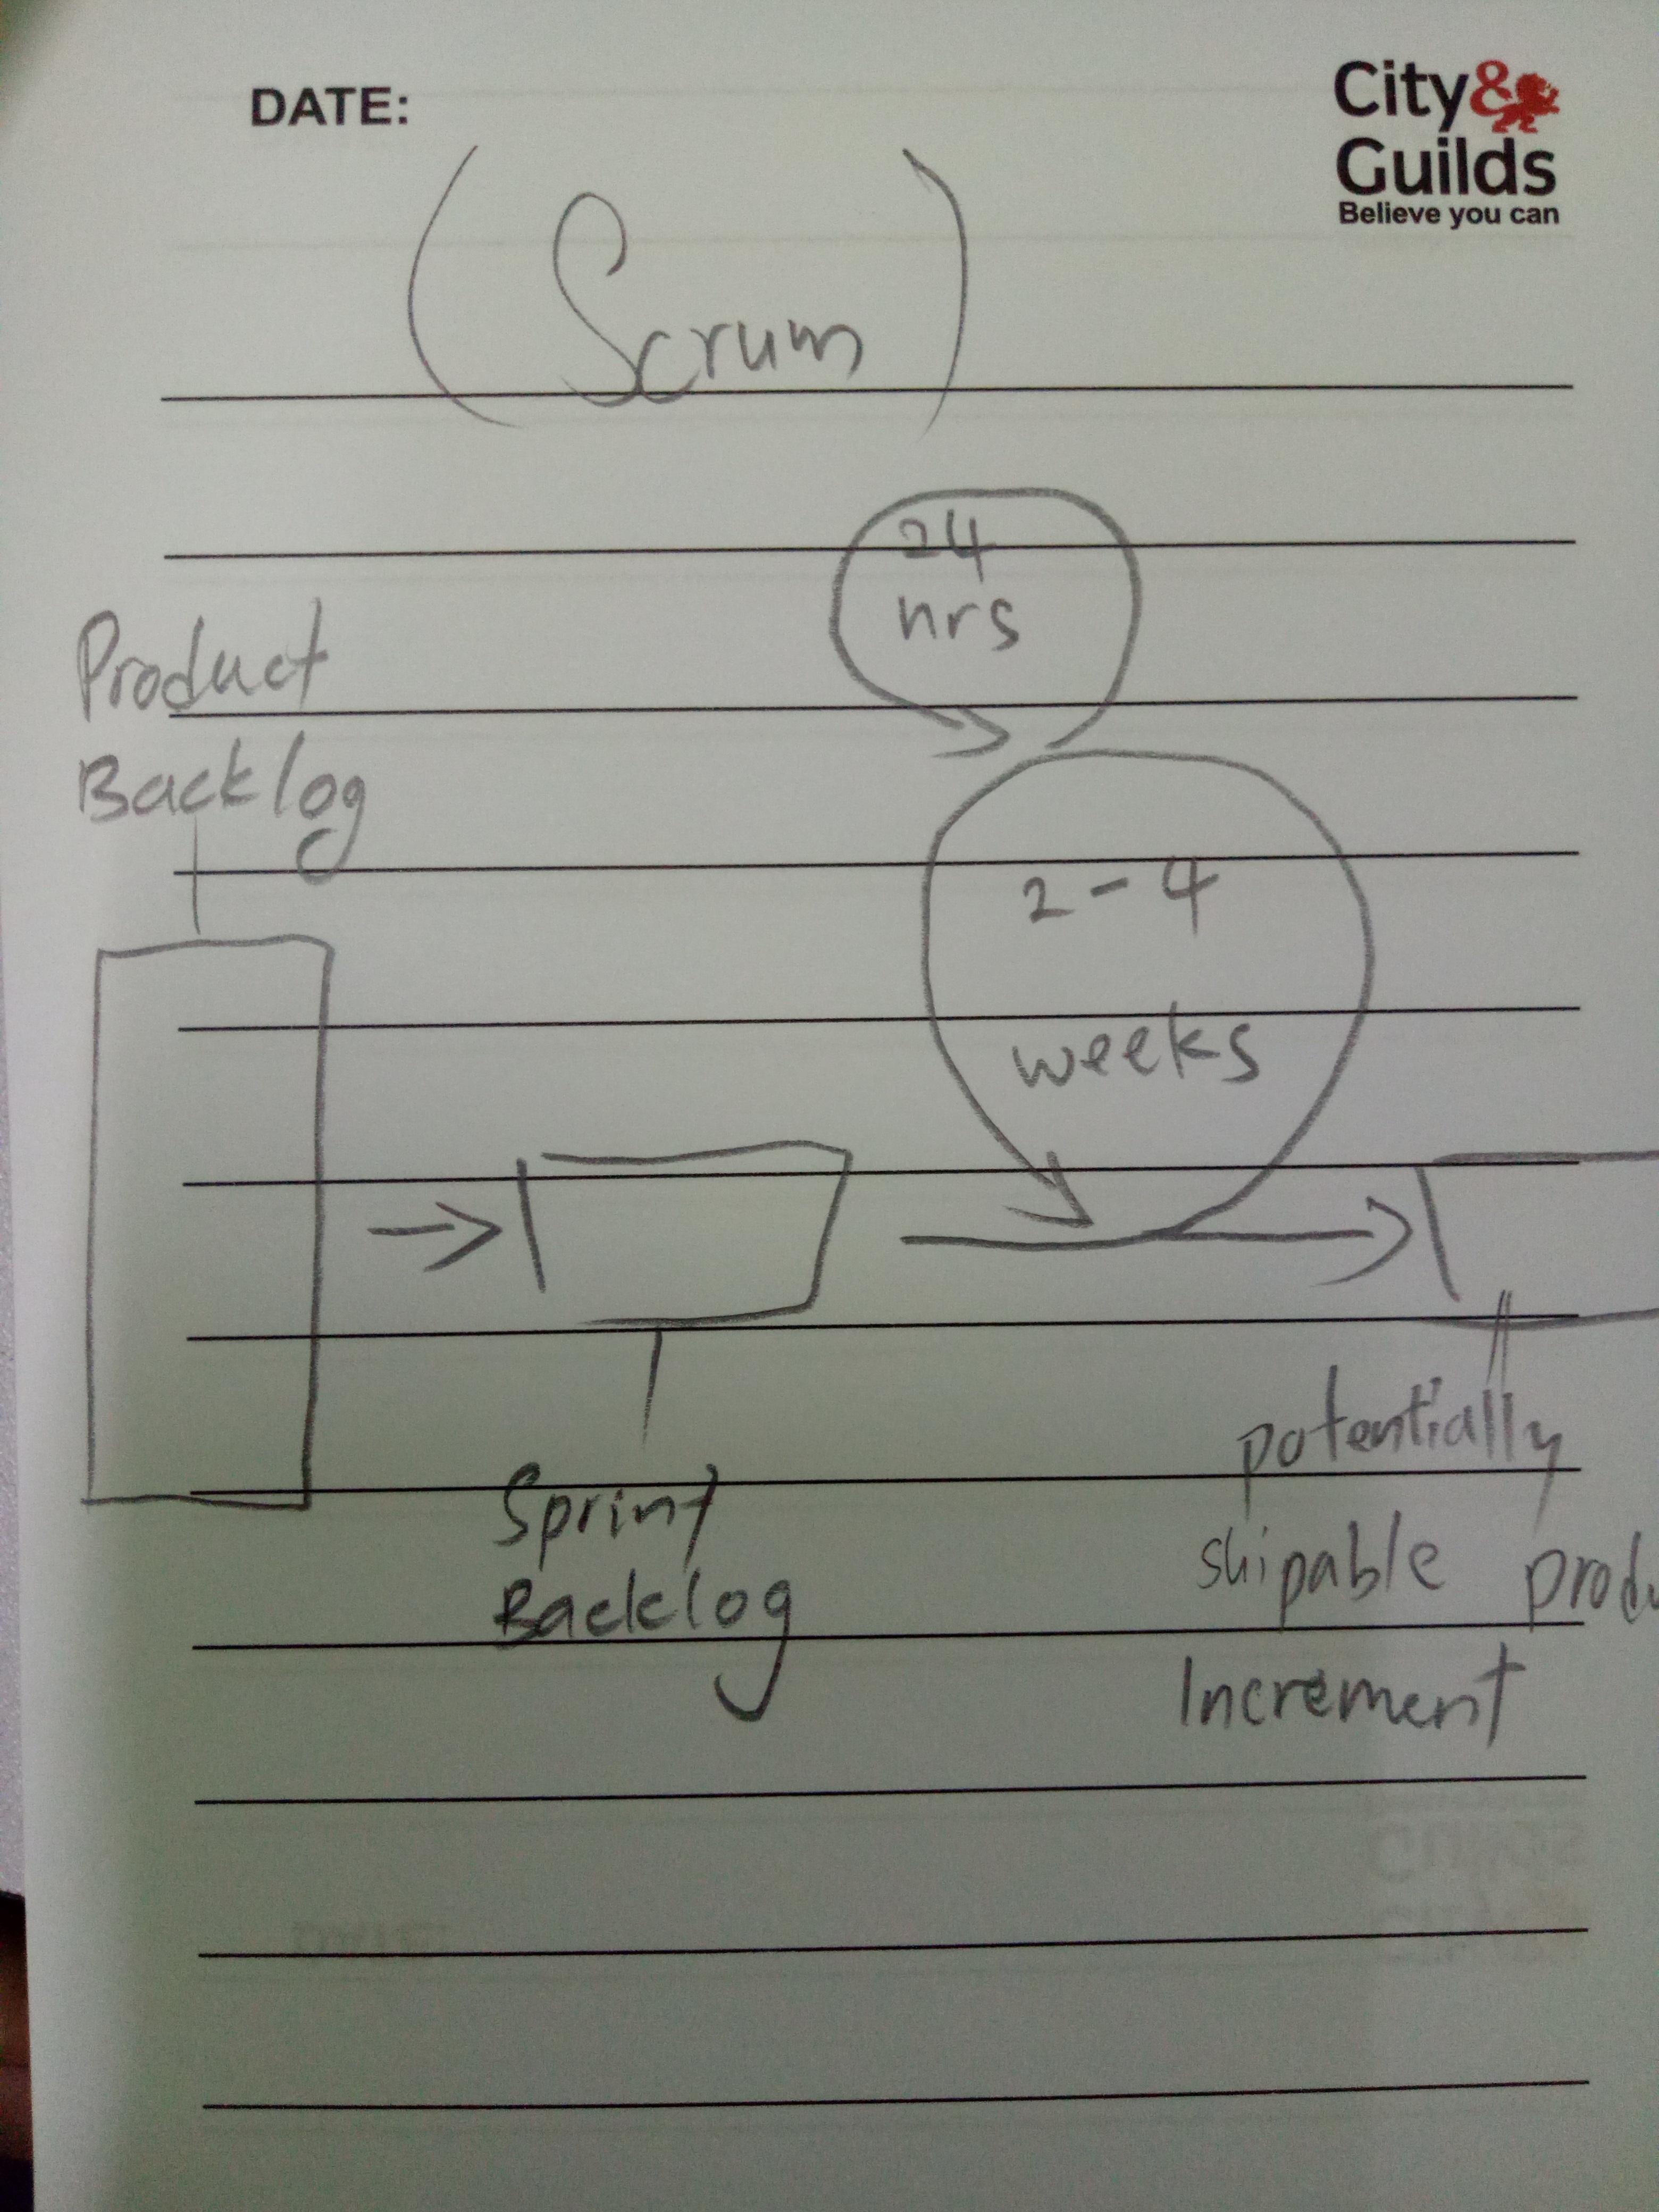 DATE:
City&
Guilds
Believe you can
(Scrum)
24
hrs
Product
Backlog
2-4
weeks
potentially
Sprint
shipable produ
Backlog
Increment